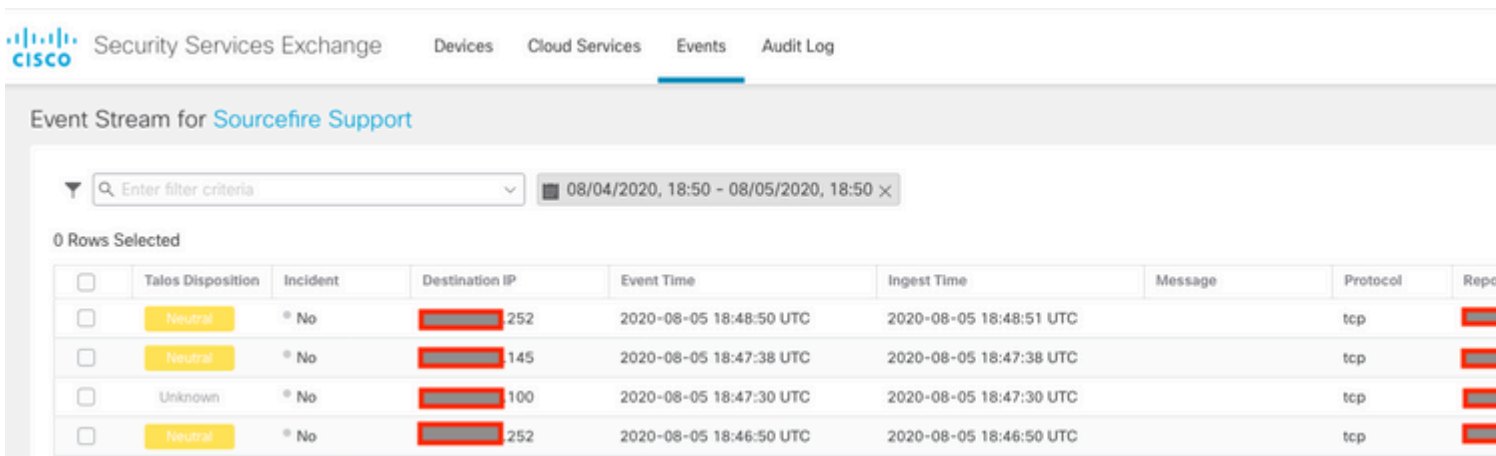 CISCO Security Services Exchange Devices Cloud Services Events Audit Log
Event Stream for Sourcefire Support
Enter filter criteria 08/04/2020, 18:50 - 08/05/2020, 18:50
0 Rows Selected
Talos Disposition Incident Destination IP Event Time Ingest Time Message Protocol Repo
Neutral No .252 2020-08-05 18:48:50 UTC 2020-08-05 18:48:51 UTC tcp
Neutral No .145 2020-08-05 18:47:38 UTC 2020-08-05 18:47:38 UTC tcp
Unknown No .100 2020-08-05 18:47:30 UTC 2020-08-05 18:47:30 UTC tcp
Neutral No .252 2020-08-05 18:46:50 UTC 2020-08-05 18:46:50 UTC tcp